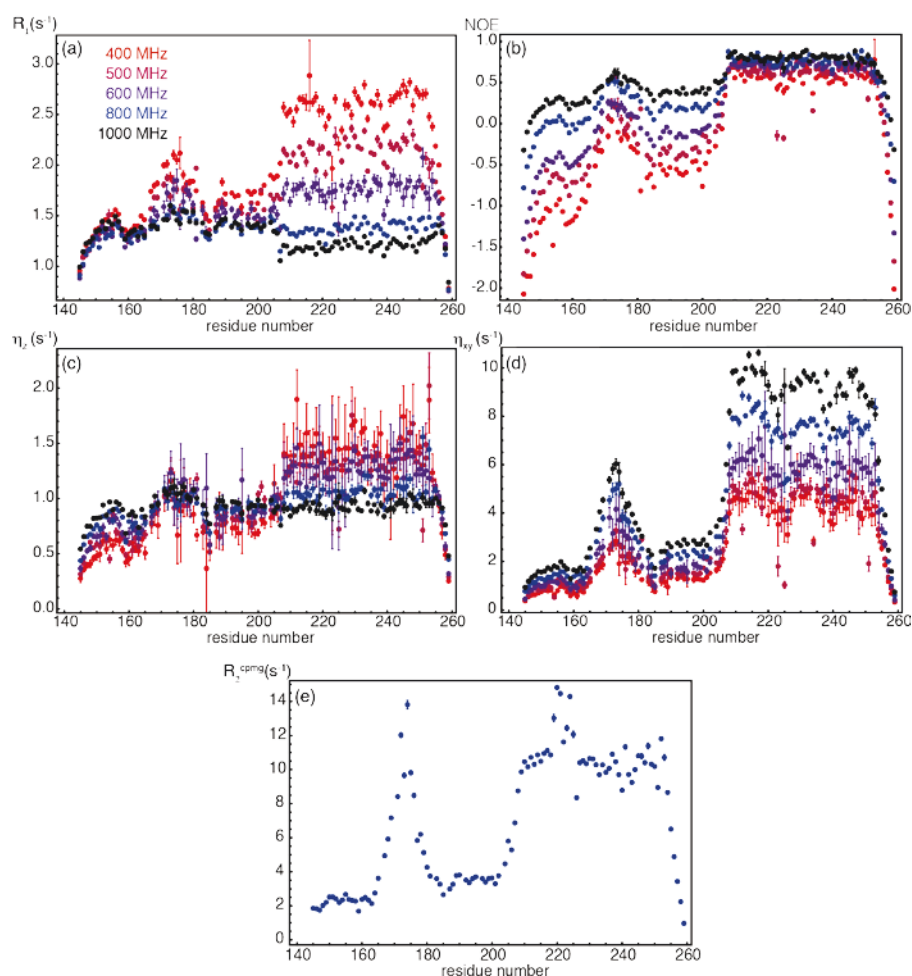 R₁(s⁻¹)
(a)
400 MHz
500 MHz
600 MHz
800 MHz
1000 MHz
3.0
2.5
2.0
1.5
1.0
140 160 180 200 220 240 260
residue number
NOE
(b)
1.0
0.5
0.0
-0.5
-1.0
-1.5
-2.0
140 160 180 200 220 240 260
residue number
η_z (s⁻¹)
(c)
2.0
1.5
1.0
0.5
0.0
140 160 180 200 220 240 260
residue number
η_xy (s⁻¹)
(d)
10
8
6
4
2
0
140 160 180 200 220 240 260
residue number
R₂ᶜᵖᵐᵍ(s⁻¹)
(e)
14
12
10
8
6
4
2
0
140 160 180 200 220 240 260
residue number